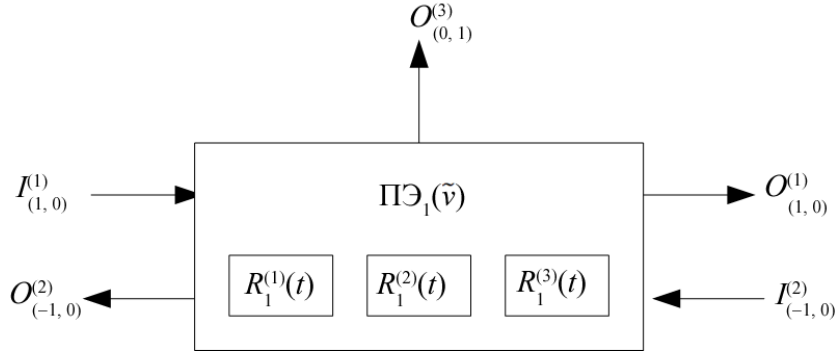 O^{(3)}_{(0, 1)}
I^{(1)}_{(1, 0)}
ПЭ_1(ṽ)
O^{(1)}_{(1, 0)}
O^{(2)}_{(–1, 0)}
R^{(1)}_1(t)
R^{(2)}_1(t)
R^{(3)}_1(t)
I^{(2)}_{(–1, 0)}